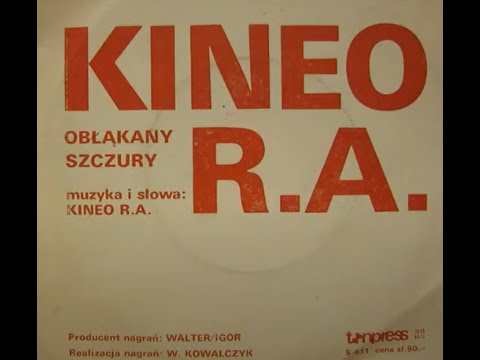 KINEO
R.A.
OBŁĄKANY
SZCZURY
muzyka i słowa:
KINEO R.A.
Producent nagrań: WALTER/IGOR
Realizacja nagrań: W. KOWALCZYK
tonpress
S-611 cena zł 90,-